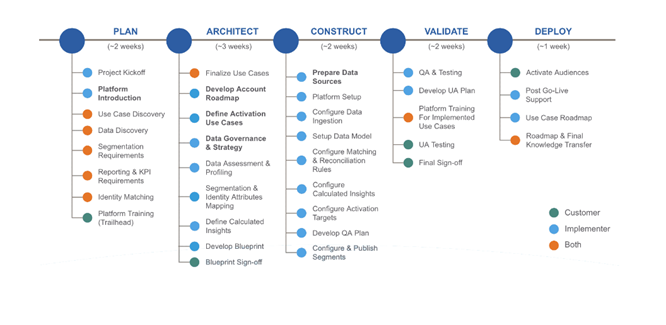 PLAN
(~2 weeks)
Project Kickoff
Platform
Introduction
Use Case Discovery
Data Discovery
Segmentation
Requirements
Reporting & KPI
Requirements
Identity Matching
Platform Training
(Trailhead)
ARCHITECT
(~3 weeks)
Finalize Use Cases
Develop Account
Roadmap
Define Activation
Use Cases
Data Governance
& Strategy
Data Assessment &
Profiling
Segmentation &
Identity Attributes
Mapping
Define Calculated
Insights
Develop Blueprint
Blueprint Sign-off
CONSTRUCT
(~2 weeks)
Prepare Data
Sources
Platform Setup
Configure Data
Ingestion
Setup Data Model
Configure Matching
& Reconciliation
Rules
Configure
Calculated Insights
Configure Activation
Targets
Develop QA Plan
Configure & Publish
Segments
VALIDATE
(~2 weeks)
QA & Testing
Develop UA Plan
Platform Training
For Implemented
Use Cases
UA Testing
Final Sign-off
DEPLOY
(~1 week)
Activate Audiences
Post Go-Live
Support
Use Case Roadmap
Roadmap & Final
Knowledge Transfer
Customer
Implementer
Both